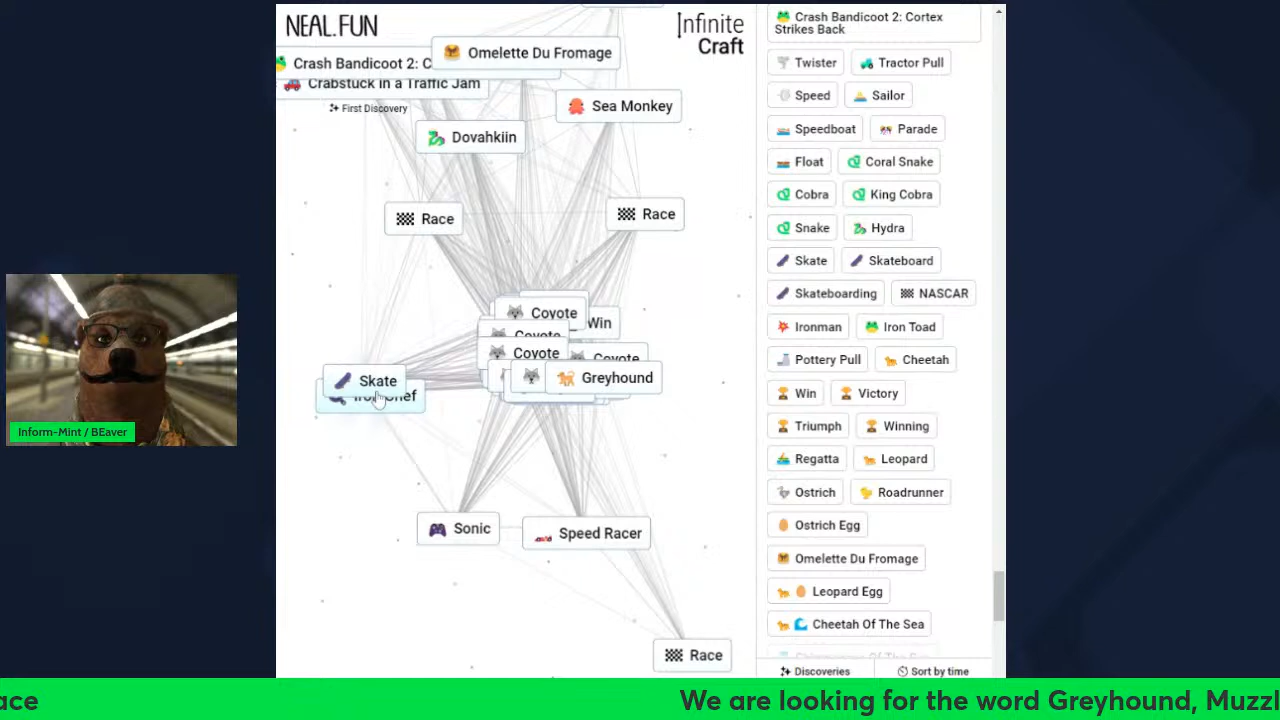 NEAL.FUN
Infinite
Craft
Crash Bandicoot 2: C
Omelette Du Fromage
Crabstuck in a Traffic Jam
First Discovery
Sea Monkey
Dovahkiin
Race
Race
Coyote
Win
Coyote
Coyote
Coyote
Greyhound
Skate
Iron Chef
Sonic
Speed Racer
Race
Crash Bandicoot 2: Cortex
Strikes Back
Twister
Tractor Pull
Speed
Sailor
Speedboat
Parade
Float
Coral Snake
Cobra
King Cobra
Snake
Hydra
Skate
Skateboard
Skateboarding
NASCAR
Ironman
Iron Toad
Pottery Pull
Cheetah
Win
Victory
Triumph
Winning
Regatta
Leopard
Ostrich
Roadrunner
Ostrich Egg
Omelette Du Fromage
Leopard Egg
Cheetah Of The Sea
Discoveries
Sort by time
Inform-Mint / BEaver
ace
We are looking for the word Greyhound, Muzzl